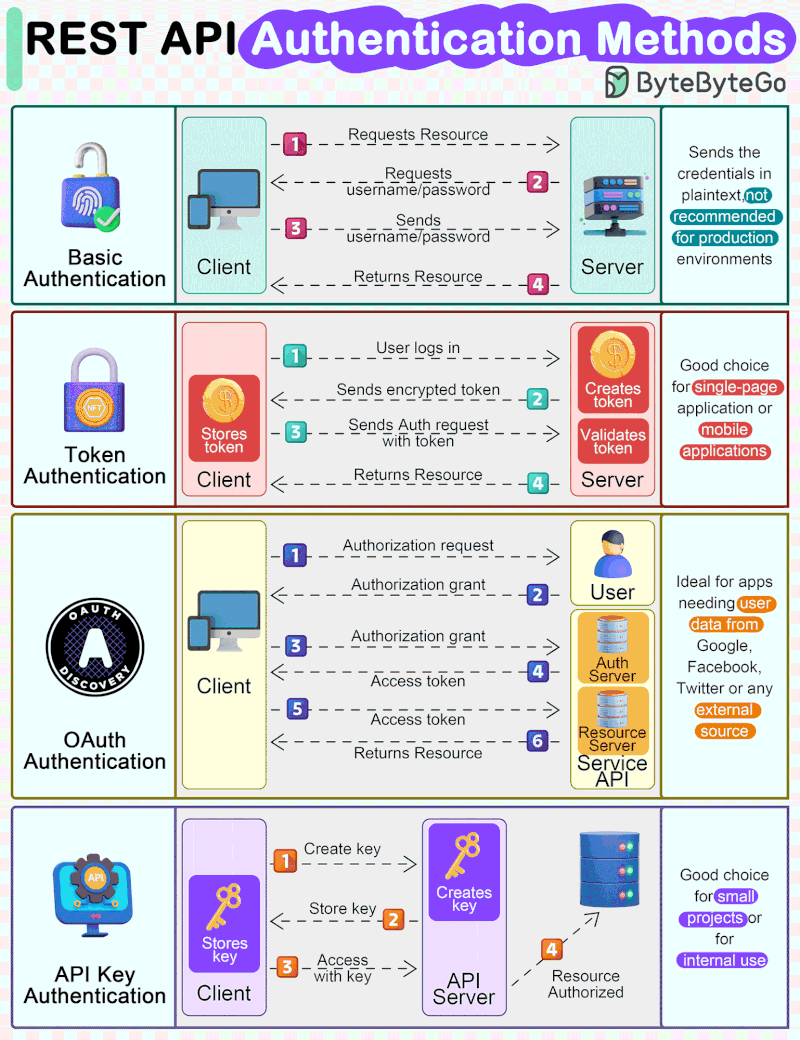 REST API Authentication Methods
ByteByteGo
Basic
Authentication
Client
1
Requests Resource
Requests
username/password
2
3
Sends
username/password
Returns Resource
4
Server
Sends the
credentials in
plaintext,not
recommended
for production
environments
Token
Authentication
Stores
token
Client
1
User logs in
Sends encrypted token
2
3
Sends Auth reguest
with token
Returns Resource
4
Creates
token
Validates
token
Server
Good choice
for single-page
application or
mobile
applications
OAUTH
A
DISCOVERY
OAuth
Authentication
Client
1
Authorization request
Authorization grant
2
3
Authorization grant
4
Access token
5
Access token
6
Returns Resource
User
Auth
Server
Resource
Server
Service
API
Ideal for apps
needing user
data from
Google,
Facebook,
Twitter or any
external
source
API
API Key
Authentication
Stores
key
Client
1
Create key
Store key
2
3
Access
with key
Creates
key
API
Server
4
Resource
Authorized
Good choice
for small
projects or
for
internal use